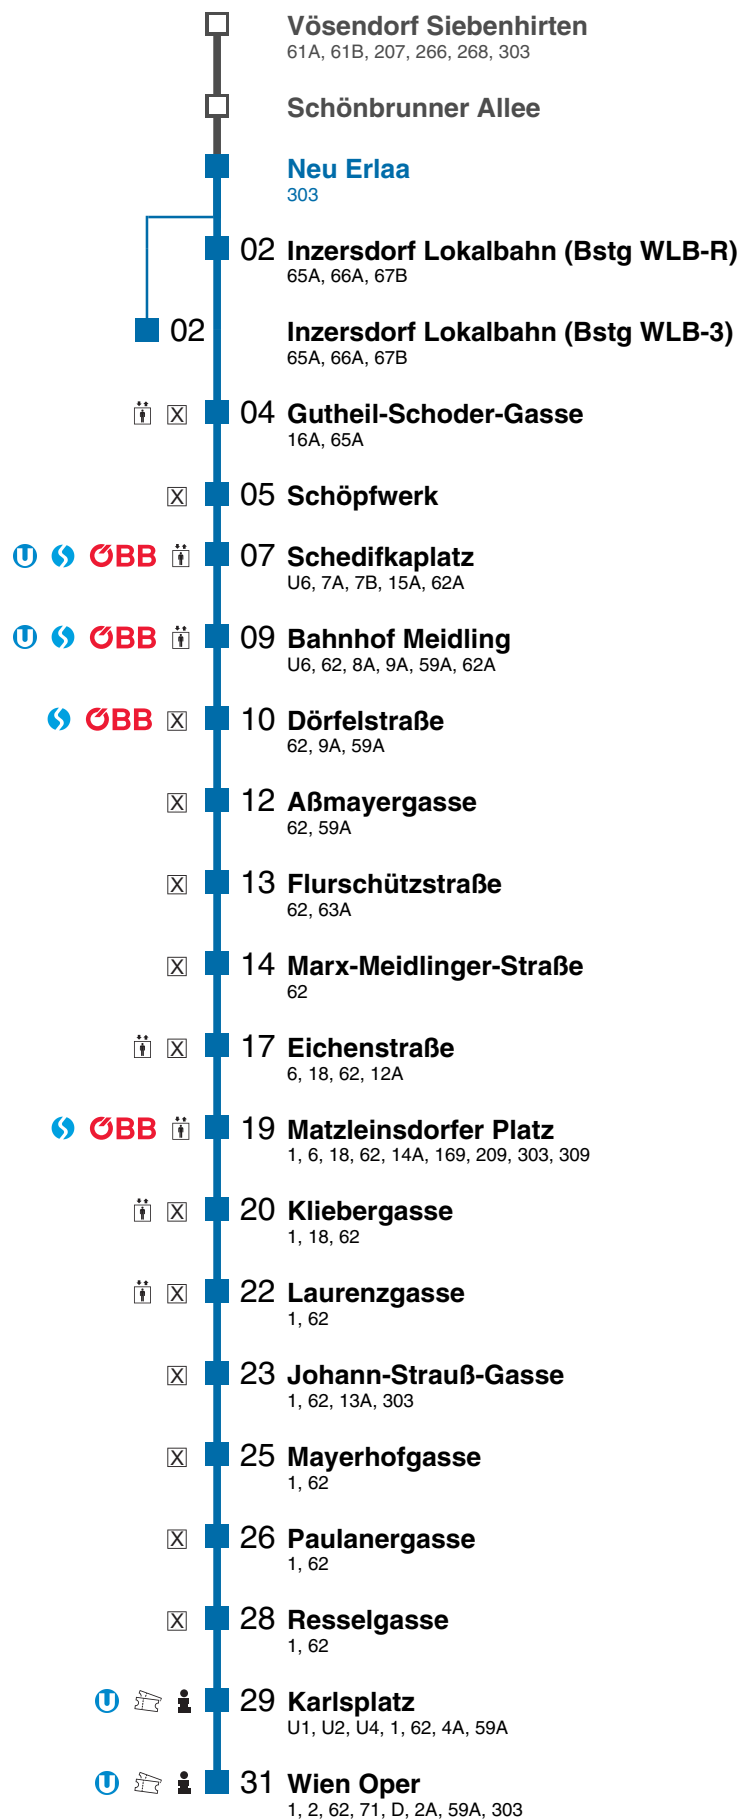 Vösendorf Siebenhirten
61A, 61B, 207, 266, 268, 303
Schönbrunner Allee
Neu Erlaa
303
02 Inzersdorf Lokalbahn (Bstg WLB-R)
65A, 66A, 67B
02 Inzersdorf Lokalbahn (Bstg WLB-3)
65A, 66A, 67B
X 04 Gutheil-Schoder-Gasse
16A, 65A
X 05 Schöpfwerk
U S ÖBB 07 Schedifkaplatz
U6, 7A, 7B, 15A, 62A
U S ÖBB 09 Bahnhof Meidling
U6, 62, 8A, 9A, 59A, 62A
S ÖBB X 10 Dörfelstraße
62, 9A, 59A
X 12 Aßmayergasse
62, 59A
X 13 Flurschützstraße
62, 63A
X 14 Marx-Meidlinger-Straße
62
X 17 Eichenstraße
6, 18, 62, 12A
S ÖBB 19 Matzleinsdorfer Platz
1, 6, 18, 62, 14A, 169, 209, 303, 309
X 20 Kliebergasse
1, 18, 62
X 22 Laurenzgasse
1, 62
X 23 Johann-Strauß-Gasse
1, 62, 13A, 303
X 25 Mayerhofgasse
1, 62
X 26 Paulanergasse
1, 62
X 28 Resselgasse
1, 62
U i 29 Karlsplatz
U1, U2, U4, 1, 62, 4A, 59A
U i 31 Wien Oper
1, 2, 62, 71, D, 2A, 59A, 303